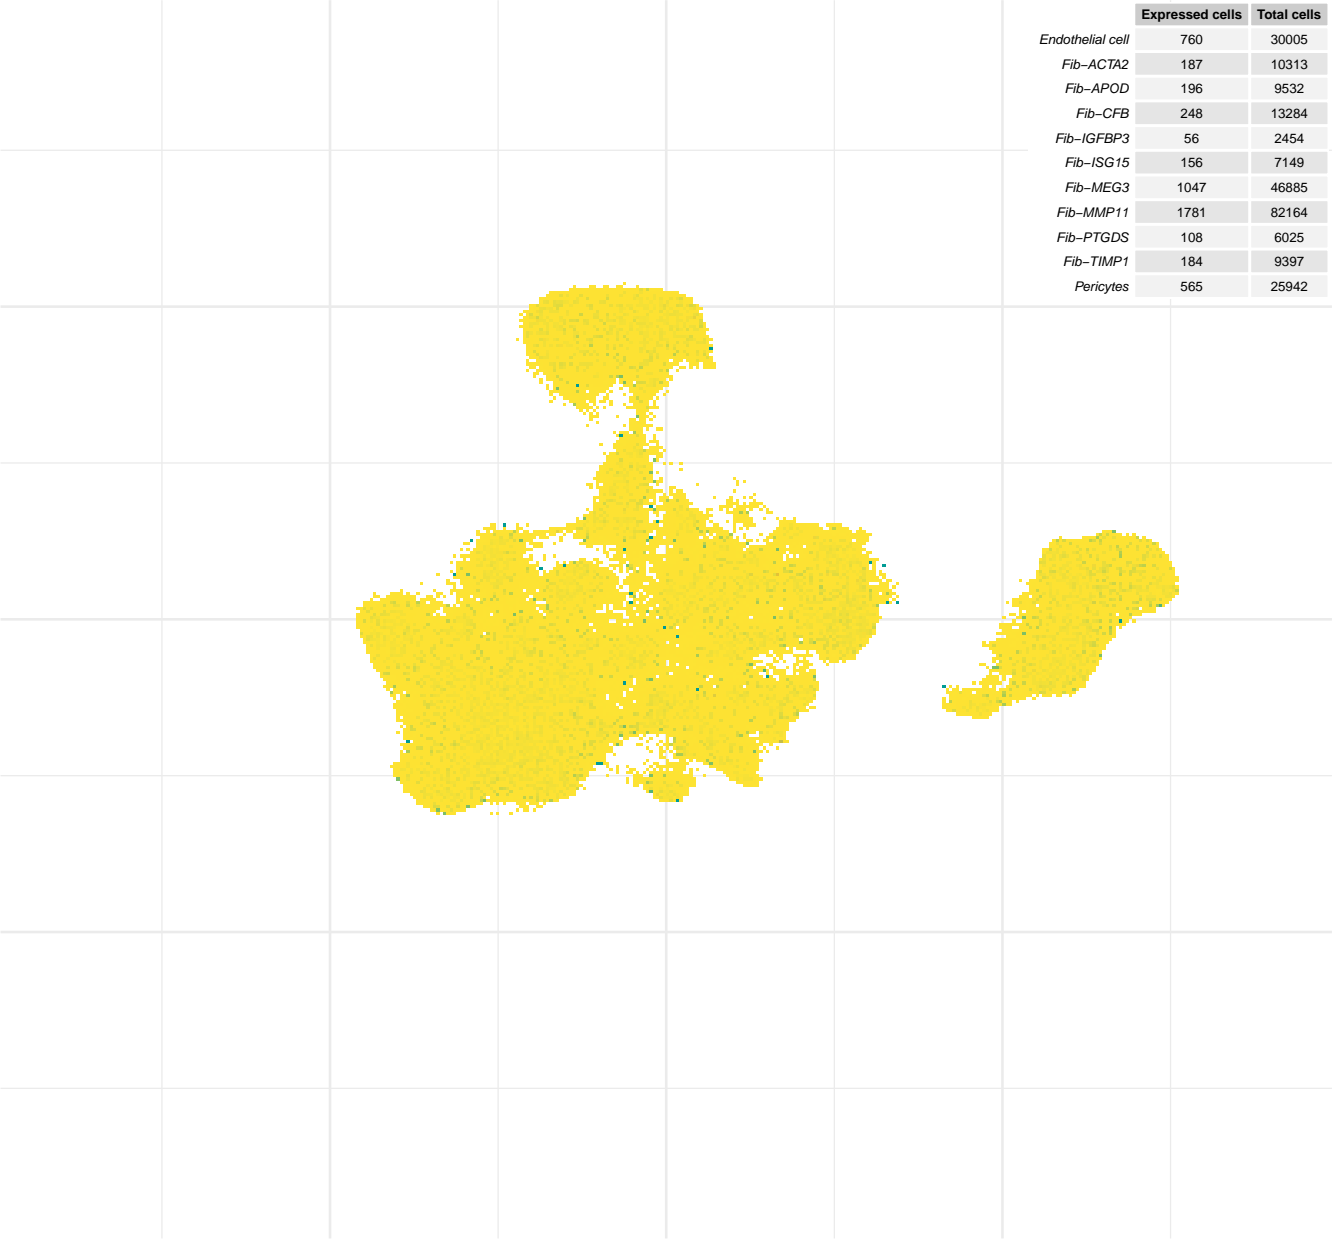 Expressed cells Total cells
Endothelial cell 760 30005
Fib−ACTA2 187 10313
Fib−APOD 196 9532
Fib−CFB 248 13284
Fib−IGFBP3 56 2454
Fib−ISG15 156 7149
Fib−MEG3 1047 46885
Fib−MMP11 1781 82164
Fib−PTGDS 108 6025
Fib−TIMP1 184 9397
Pericytes 565 25942